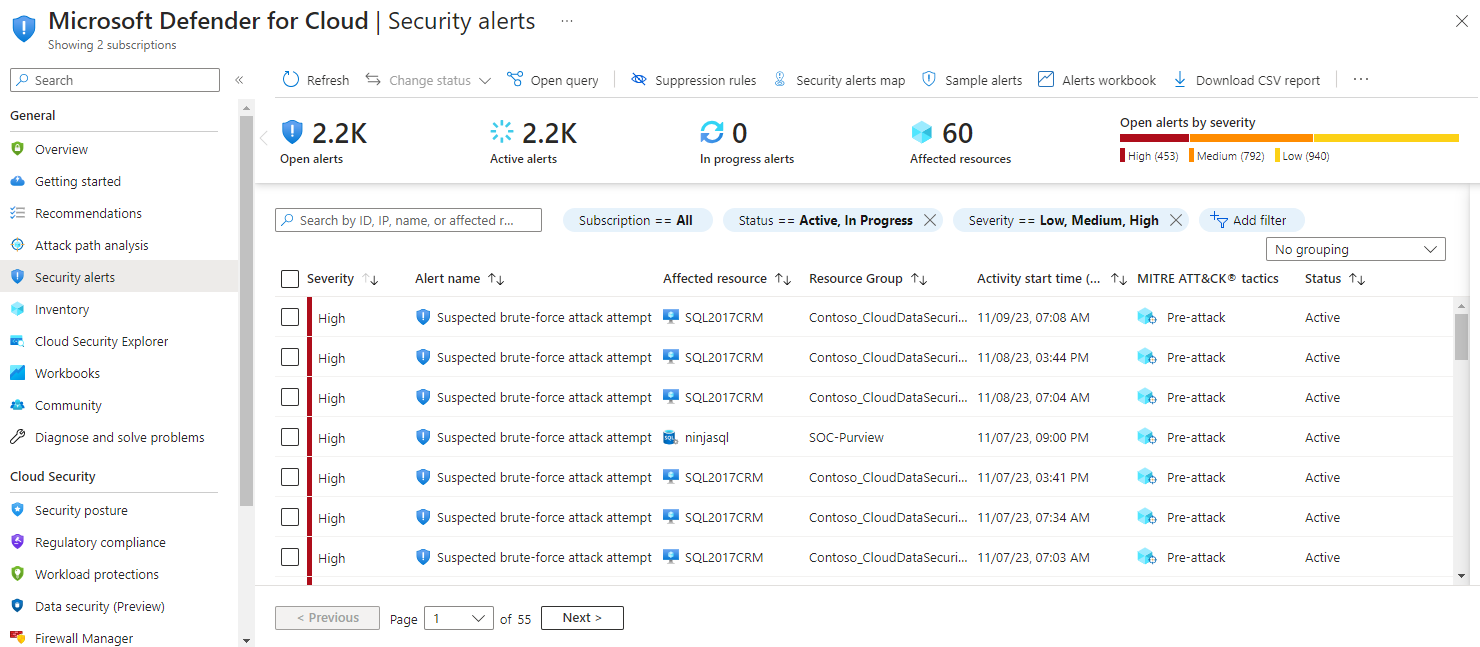 Microsoft Defender for Cloud | Security alerts ...
Showing 2 subscriptions
Search
«
General
Overview
Getting started
Recommendations
Attack path analysis
Security alerts
Inventory
Cloud Security Explorer
Workbooks
Community
Diagnose and solve problems
Cloud Security
Security posture
Regulatory compliance
Workload protections
Data security (Preview)
Firewall Manager
Refresh Change status Open query Suppression rules Security alerts map Sample alerts Alerts workbook Download CSV report ...
2.2K
Open alerts
2.2K
Active alerts
0
In progress alerts
60
Affected resources
Open alerts by severity
High (453) Medium (792) Low (940)
Search by ID, IP, name, or affected r... Subscription == All Status == Active, In Progress Severity == Low, Medium, High Add filter
No grouping
Severity Alert name Affected resource Resource Group Activity start time (... MITRE ATT&CK® tactics Status
High Suspected brute-force attack attempt SQL2017CRM Contoso_CloudDataSecuri... 11/09/23, 07:08 AM Pre-attack Active
High Suspected brute-force attack attempt SQL2017CRM Contoso_CloudDataSecuri... 11/08/23, 03:44 PM Pre-attack Active
High Suspected brute-force attack attempt SQL2017CRM Contoso_CloudDataSecuri... 11/08/23, 07:04 AM Pre-attack Active
High Suspected brute-force attack attempt SQL ninjasql SOC-Purview 11/07/23, 09:00 PM Pre-attack Active
High Suspected brute-force attack attempt SQL2017CRM Contoso_CloudDataSecuri... 11/07/23, 03:41 PM Pre-attack Active
High Suspected brute-force attack attempt SQL2017CRM Contoso_CloudDataSecuri... 11/07/23, 07:34 AM Pre-attack Active
High Suspected brute-force attack attempt SQL2017CRM Contoso_CloudDataSecuri... 11/07/23, 07:03 AM Pre-attack Active
< Previous Page 1 of 55 Next >